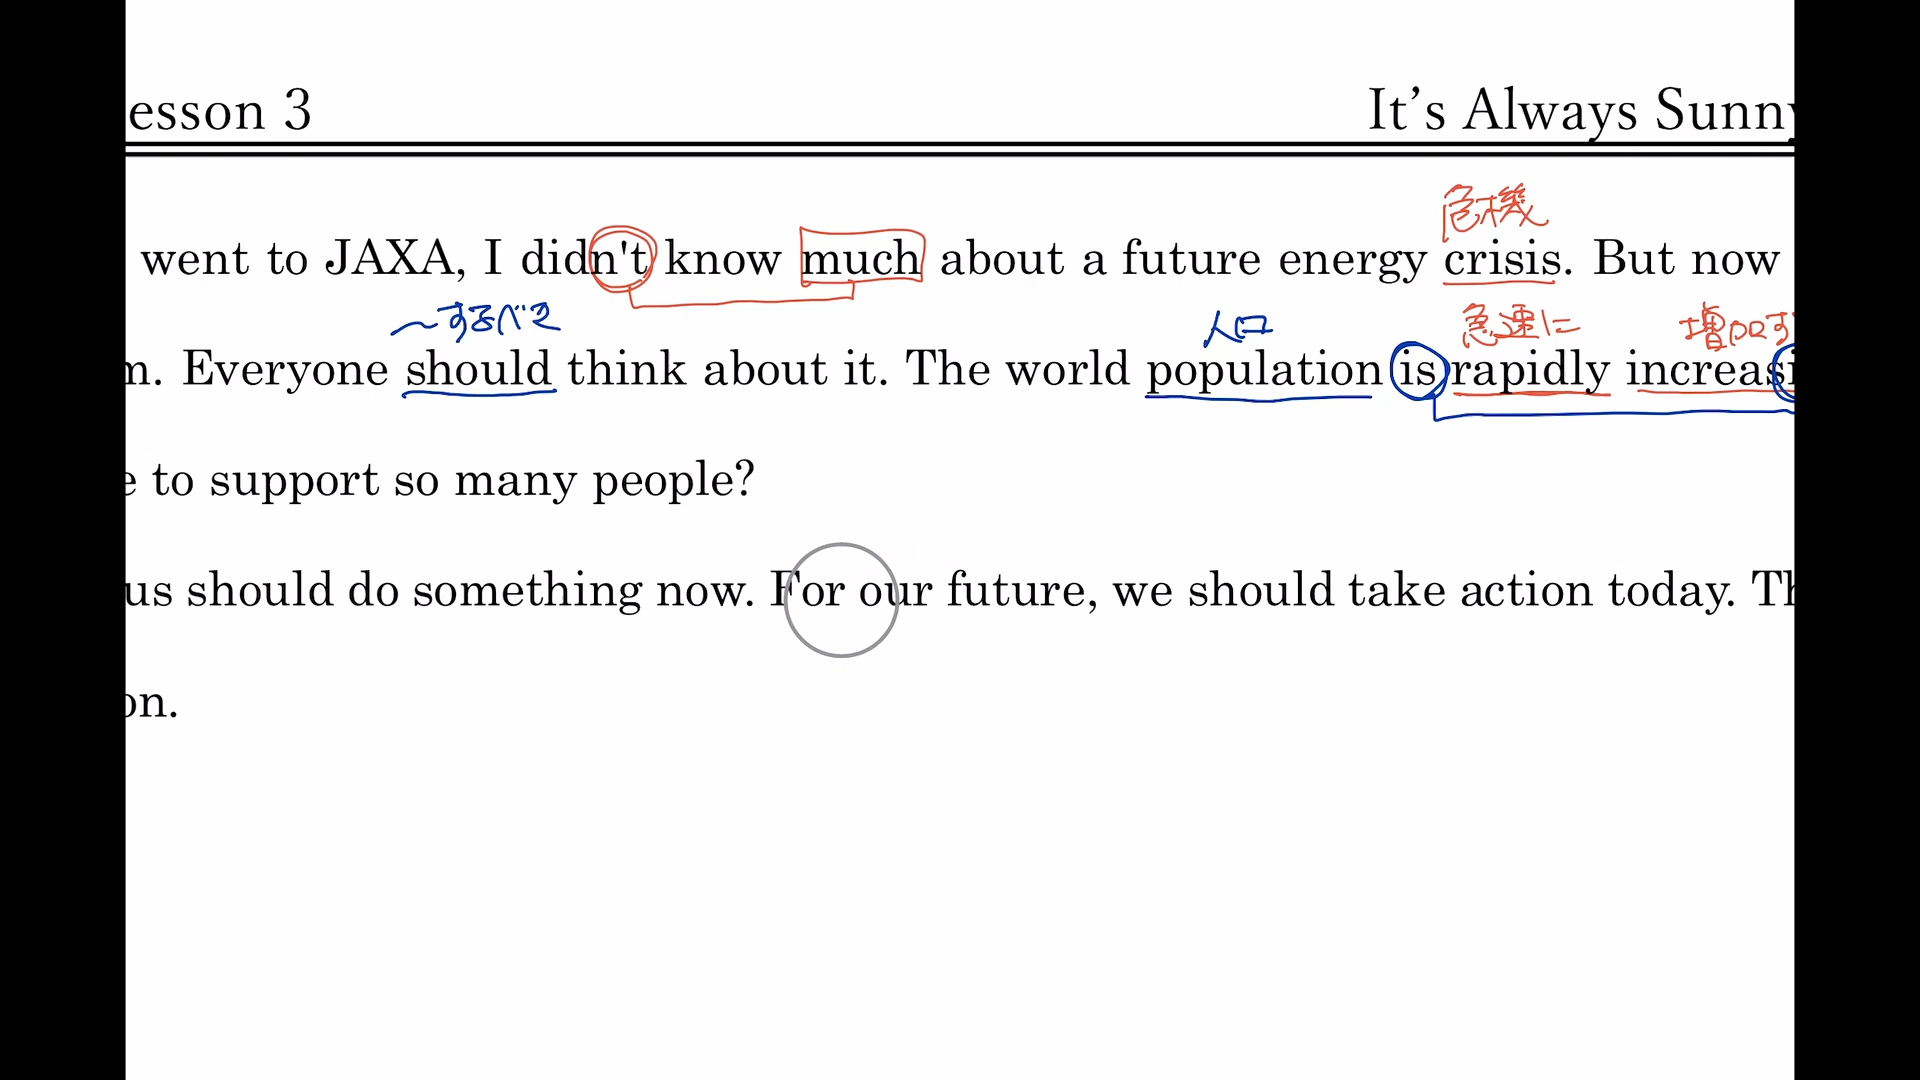 esson 3 It’s Always Sunny
危機
went to JAXA, I didn't know much about a future energy crisis. But now
〜するべき 人口 急速に 増加す
m. Everyone should think about it. The world population is rapidly increasi
e to support so many people?
us should do something now. For our future, we should take action today. Th
on.